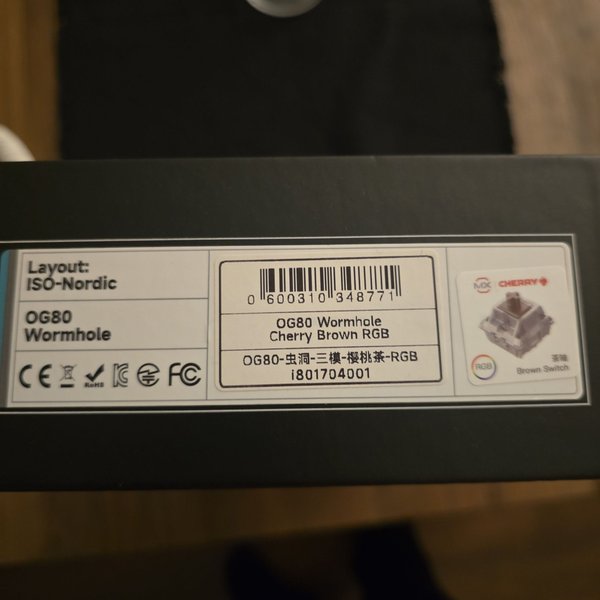 Layout:
ISO-Nordic
OG80
Wormhole
CE RoHS FC
0 600310 348771
OG80 Wormhole
Cherry Brown RGB
OG80-虫洞-三模-樱桃茶-RGB
i801704001
MX CHERRY
RGB
茶轴
Brown Switch